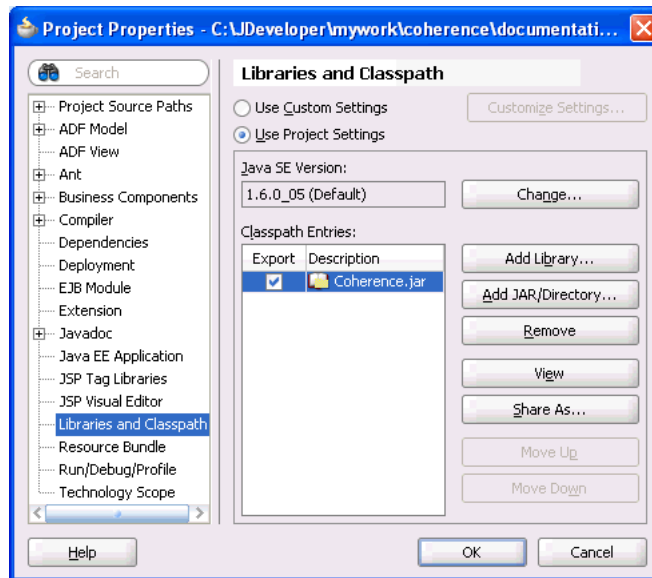 Project Properties - C:\JDeveloper\mywork\coherence\documentati...
Search
Project Source Paths
ADF Model
ADF View
Ant
Business Components
Compiler
Dependencies
Deployment
EJB Module
Extension
Javadoc
Java EE Application
JSP Tag Libraries
JSP Visual Editor
Libraries and Classpath
Resource Bundle
Run/Debug/Profile
Technology Scope
Libraries and Classpath
Use Custom Settings
Customize Settings...
Use Project Settings
Java SE Version:
1.6.0_05 (Default)
Change...
Classpath Entries:
Export Description
Coherence.jar
Add Library...
Add JAR/Directory...
Remove
View
Share As...
Move Up
Move Down
Help
OK
Cancel